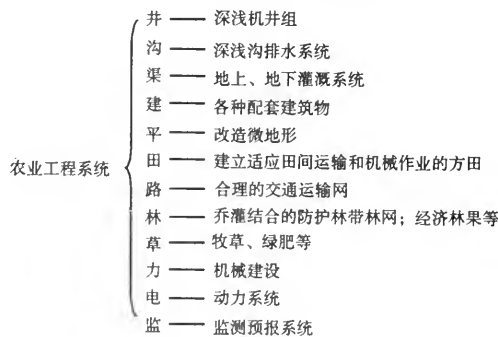 井 —— 深浅机井组
沟 —— 深浅沟排水系统
渠 —— 地上、地下灌溉系统
建 —— 各种配套建筑物
平 —— 改造微地形
农业工程系统 田 —— 建立适应田间运输和机械作业的方田
路 —— 合理的交通运输网
林 —— 乔灌结合的防护林带林网；经济林果等
草 —— 牧草、绿肥等
力 —— 机械建设
电 —— 动力系统
监 —— 监测预报系统